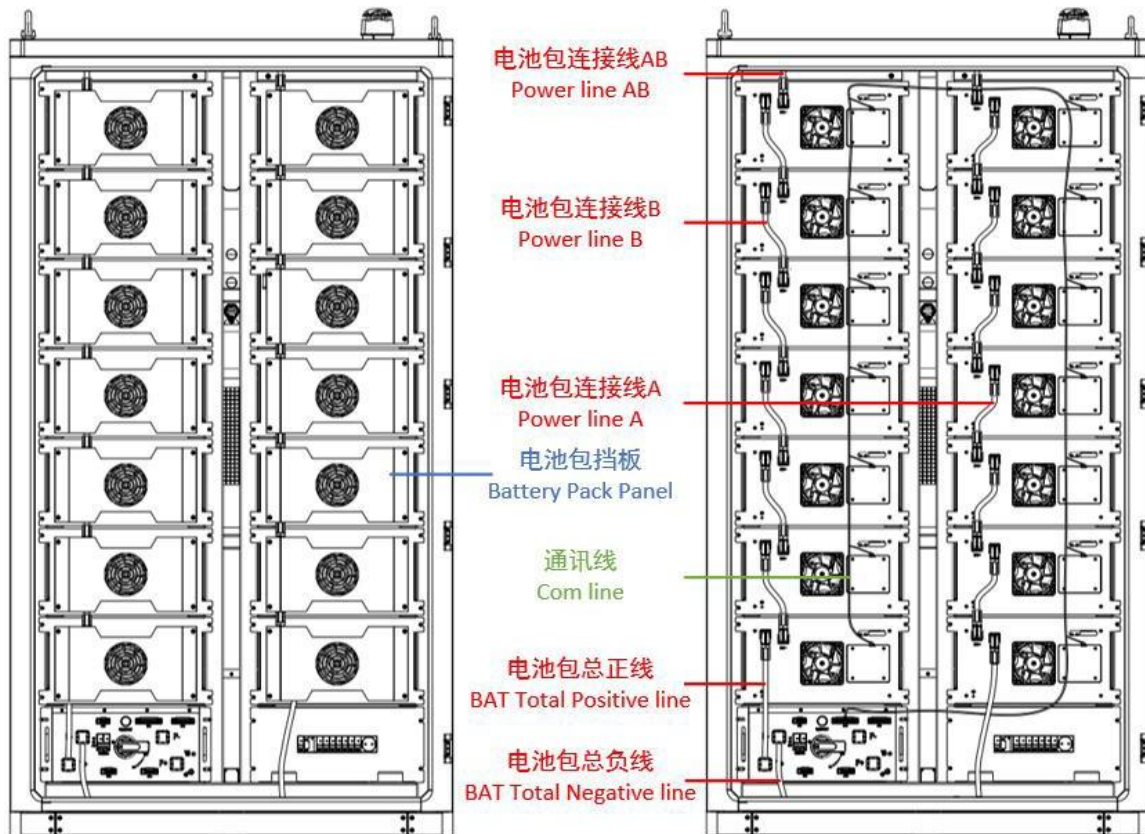 电池包连接线AB
Power line AB
电池包连接线B
Power line B
电池包连接线A
Power line A
电池包挡板
Battery Pack Panel
通讯线
Com line
电池包总正线
BAT Total Positive line
电池包总负线
BAT Total Negative line